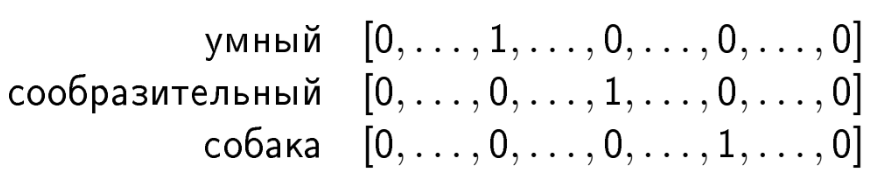 умный [0, . . . , 1, . . . , 0, . . . , 0, . . . , 0]
сообразительный [0, . . . , 0, . . . , 1, . . . , 0, . . . , 0]
собака [0, . . . , 0, . . . , 0, . . . , 1, . . . , 0]